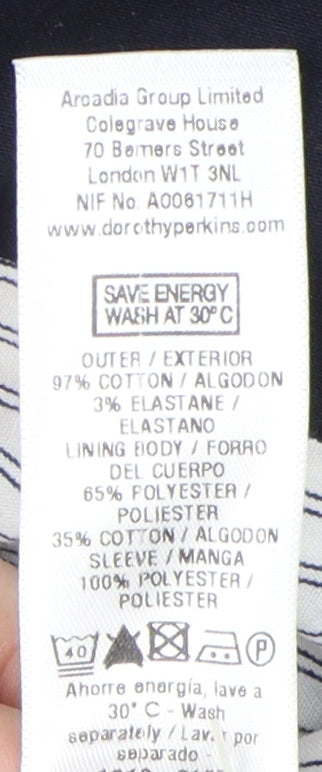 Arcadia Group Limited
Colegrave House
70 Berners Street
London W1T 3NL
NIF No. A0061711H
www.dorothyperkins.com
SAVE ENERGY
WASH AT 30°C
OUTER / EXTERIOR
97% COTTON / ALGODON
3% ELASTANE /
ELASTANO
LINING BODY / FORRO
DEL CUERPO
65% POLYESTER /
POLIESTER
35% COTTON / ALGODON
SLEEVE / MANGA
100% POLYESTER /
POLIESTER
40 P
Ahorre energía, lave a
30° C - Wash
separately / Lavar por
separado -